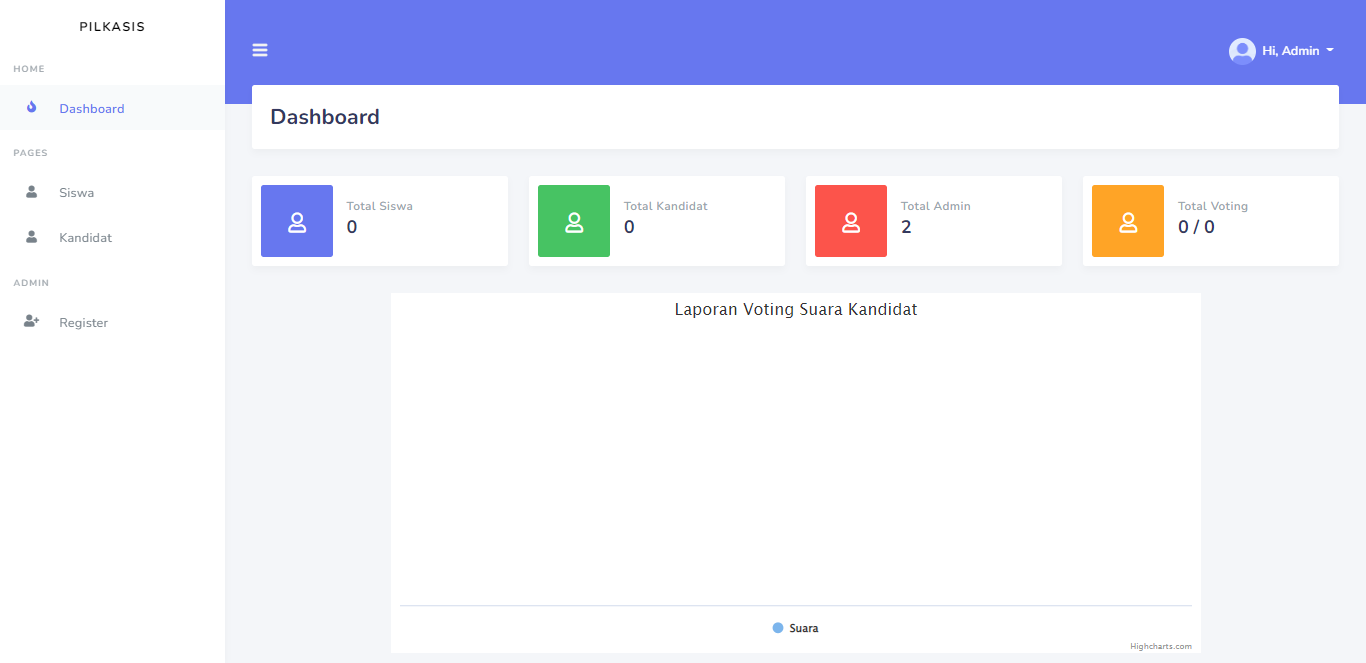 PILKASIS
HOME
Dashboard
PAGES
Siswa
Kandidat
ADMIN
Register
Hi, Admin
Dashboard
Total Siswa
0
Total Kandidat
0
Total Admin
2
Total Voting
0 / 0
Laporan Voting Suara Kandidat
Suara
Highcharts.com